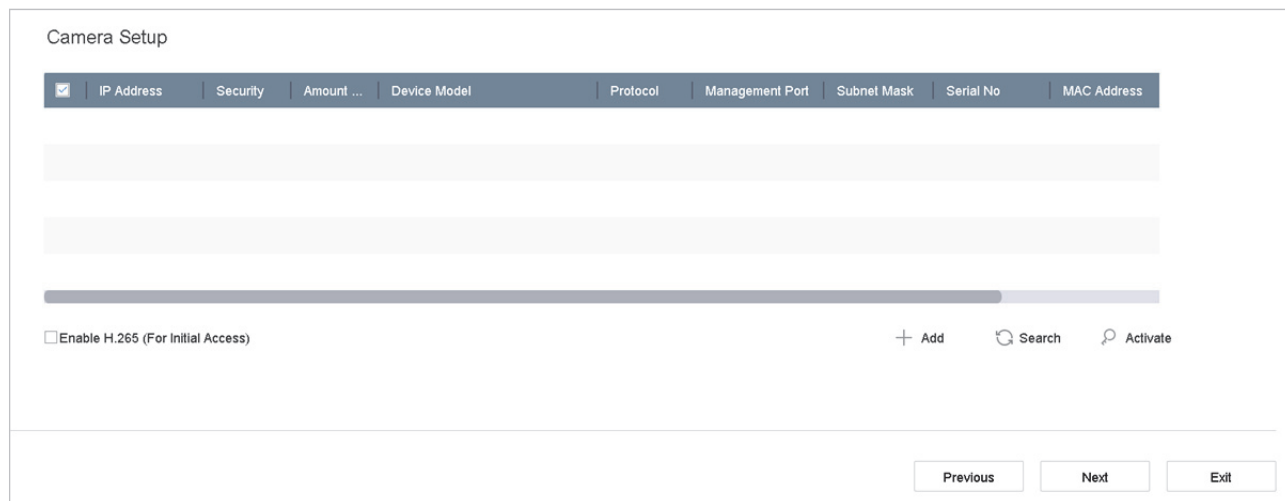 Camera Setup
IP Address Security Amount ... Device Model Protocol Management Port Subnet Mask Serial No MAC Address
Enable H.265 (For Initial Access) Add Search Activate
Previous Next Exit